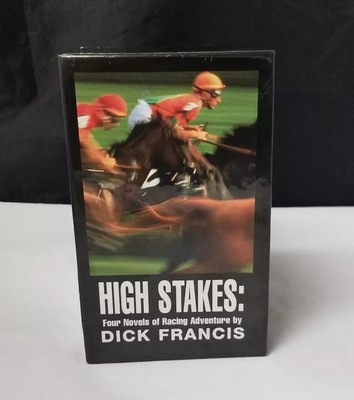 HIGH STAKES:
Four Novels of Racing Adventure by
DICK FRANCIS